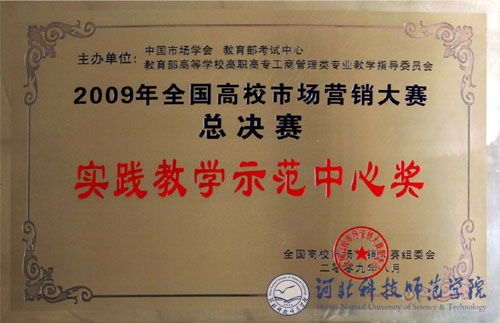 主办单位：
中国市场学会 教育部考试中心
教育部高等学校高职高专工商管理类专业教学指导委员会
2009年全国高校市场营销大赛
总决赛
实践教学示范中心奖
全国高校市场营销大赛组委会
二零零九年八月
河北科技师范学院
Hebei Normal University of Science & Technology